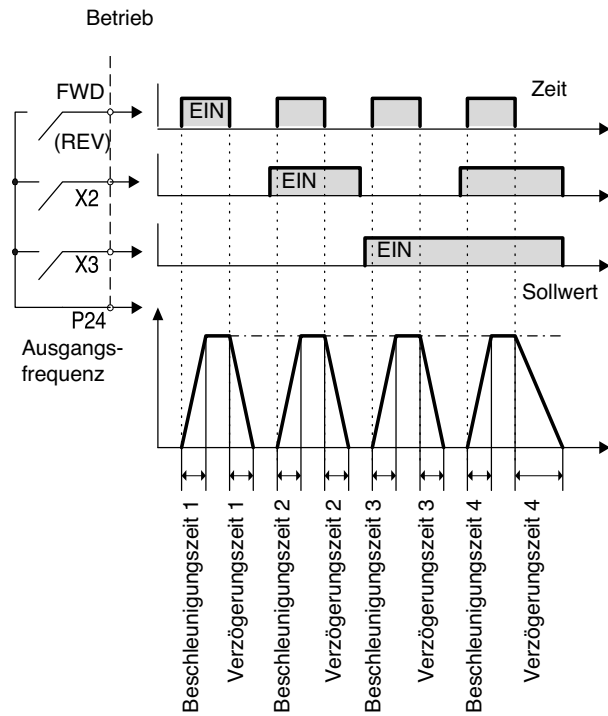 Betrieb
FWD
(REV)
EIN
Zeit
X2
EIN
X3
EIN
P24
Sollwert
Ausgangs-
frequenz
Beschleunigungszeit 1
Verzögerungszeit 1
Beschleunigungszeit 2
Verzögerungszeit 2
Beschleunigungszeit 3
Verzögerungszeit 3
Beschleunigungszeit 4
Verzögerungszeit 4